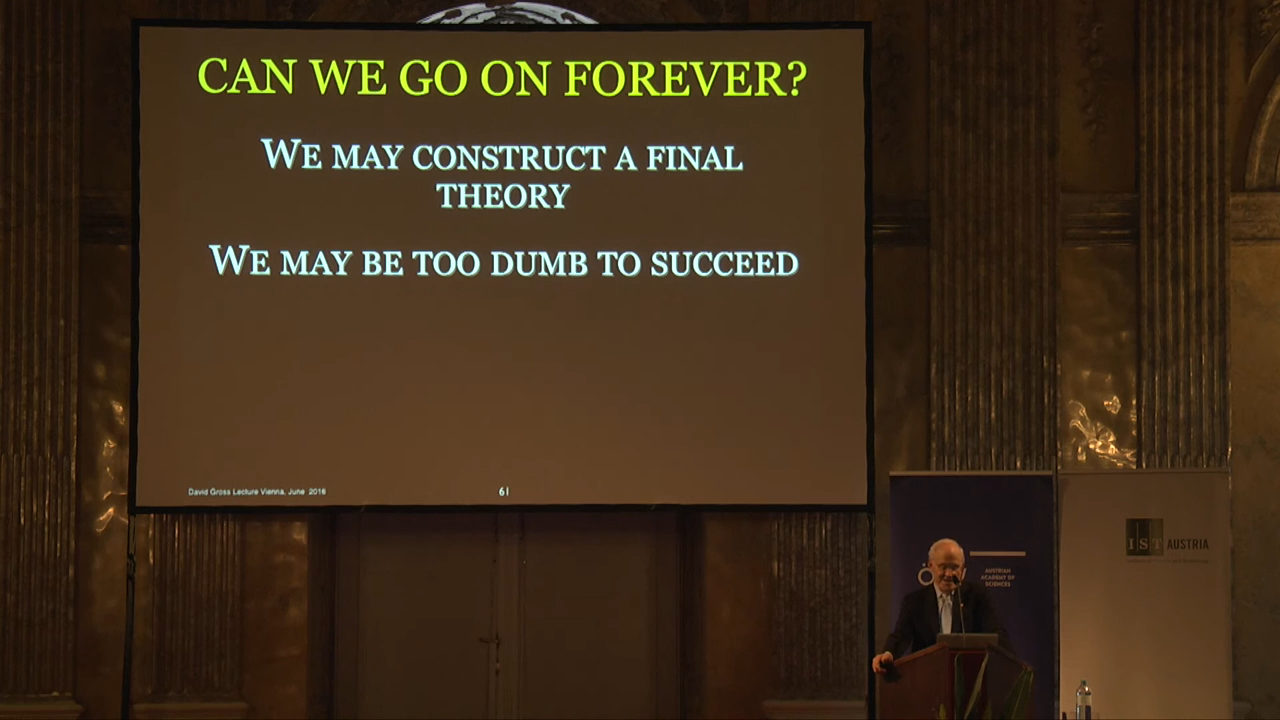 CAN WE GO ON FOREVER?
WE MAY CONSTRUCT A FINAL
THEORY
WE MAY BE TOO DUMB TO SUCCEED
David Gross Lecture Vienna, June 2016
61
AUSTRIAN
ACADEMY OF
SCIENCES
IST AUSTRIA